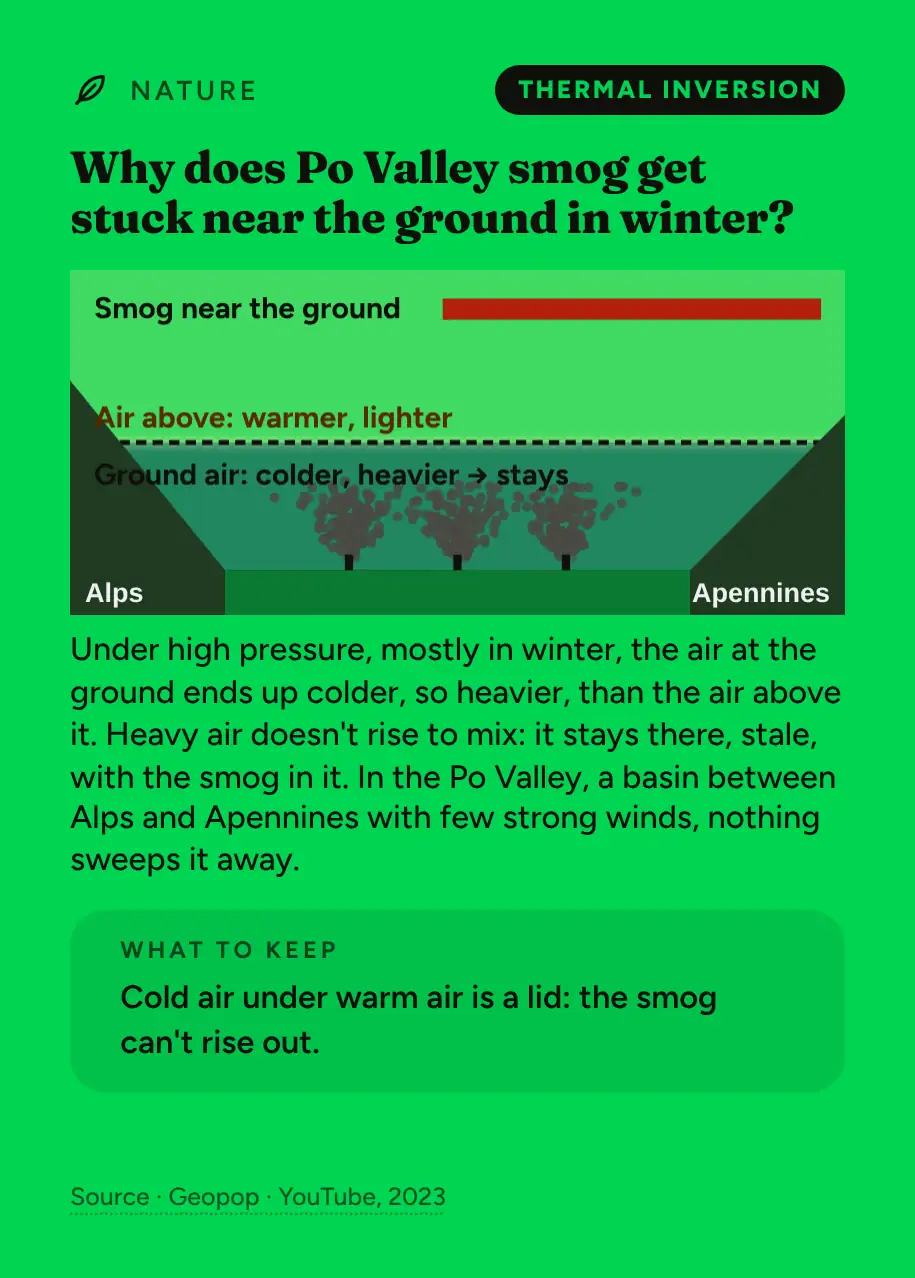 NATURE
THERMAL INVERSION
Why does Po Valley smog get
stuck near the ground in winter?
Smog near the ground
Air above: warmer, lighter
Ground air: colder, heavier → stays
Alps
Apennines
Under high pressure, mostly in winter, the air at the
ground ends up colder, so heavier, than the air above
it. Heavy air doesn't rise to mix: it stays there, stale,
with the smog in it. In the Po Valley, a basin between
Alps and Apennines with few strong winds, nothing
sweeps it away.
WHAT TO KEEP
Cold air under warm air is a lid: the smog
can't rise out.
Source · Geopop · YouTube, 2023